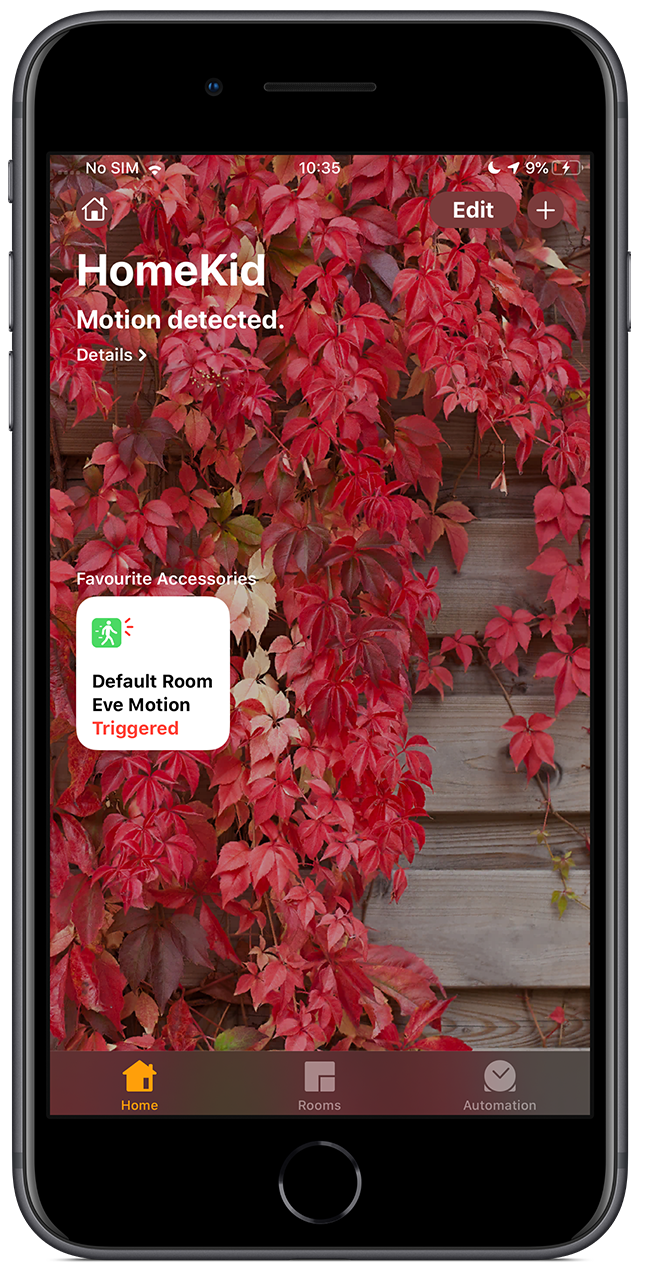 No SIM 10:35 9%
Edit +
HomeKid
Motion detected.
Details >
Favourite Accessories
Default Room
Eve Motion
Triggered
Home Rooms Automation